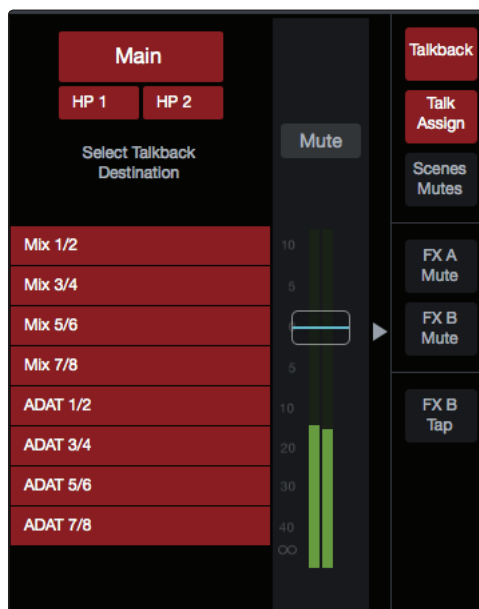 Main
HP 1
HP 2
Select Talkback
Destination
Mix 1/2
Mix 3/4
Mix 5/6
Mix 7/8
ADAT 1/2
ADAT 3/4
ADAT 5/6
ADAT 7/8
Mute
10
5
5
10
20
30
40
∞
Talkback
Talk
Assign
Scenes
Mutes
FX A
Mute
FX B
Mute
FX B
Tap